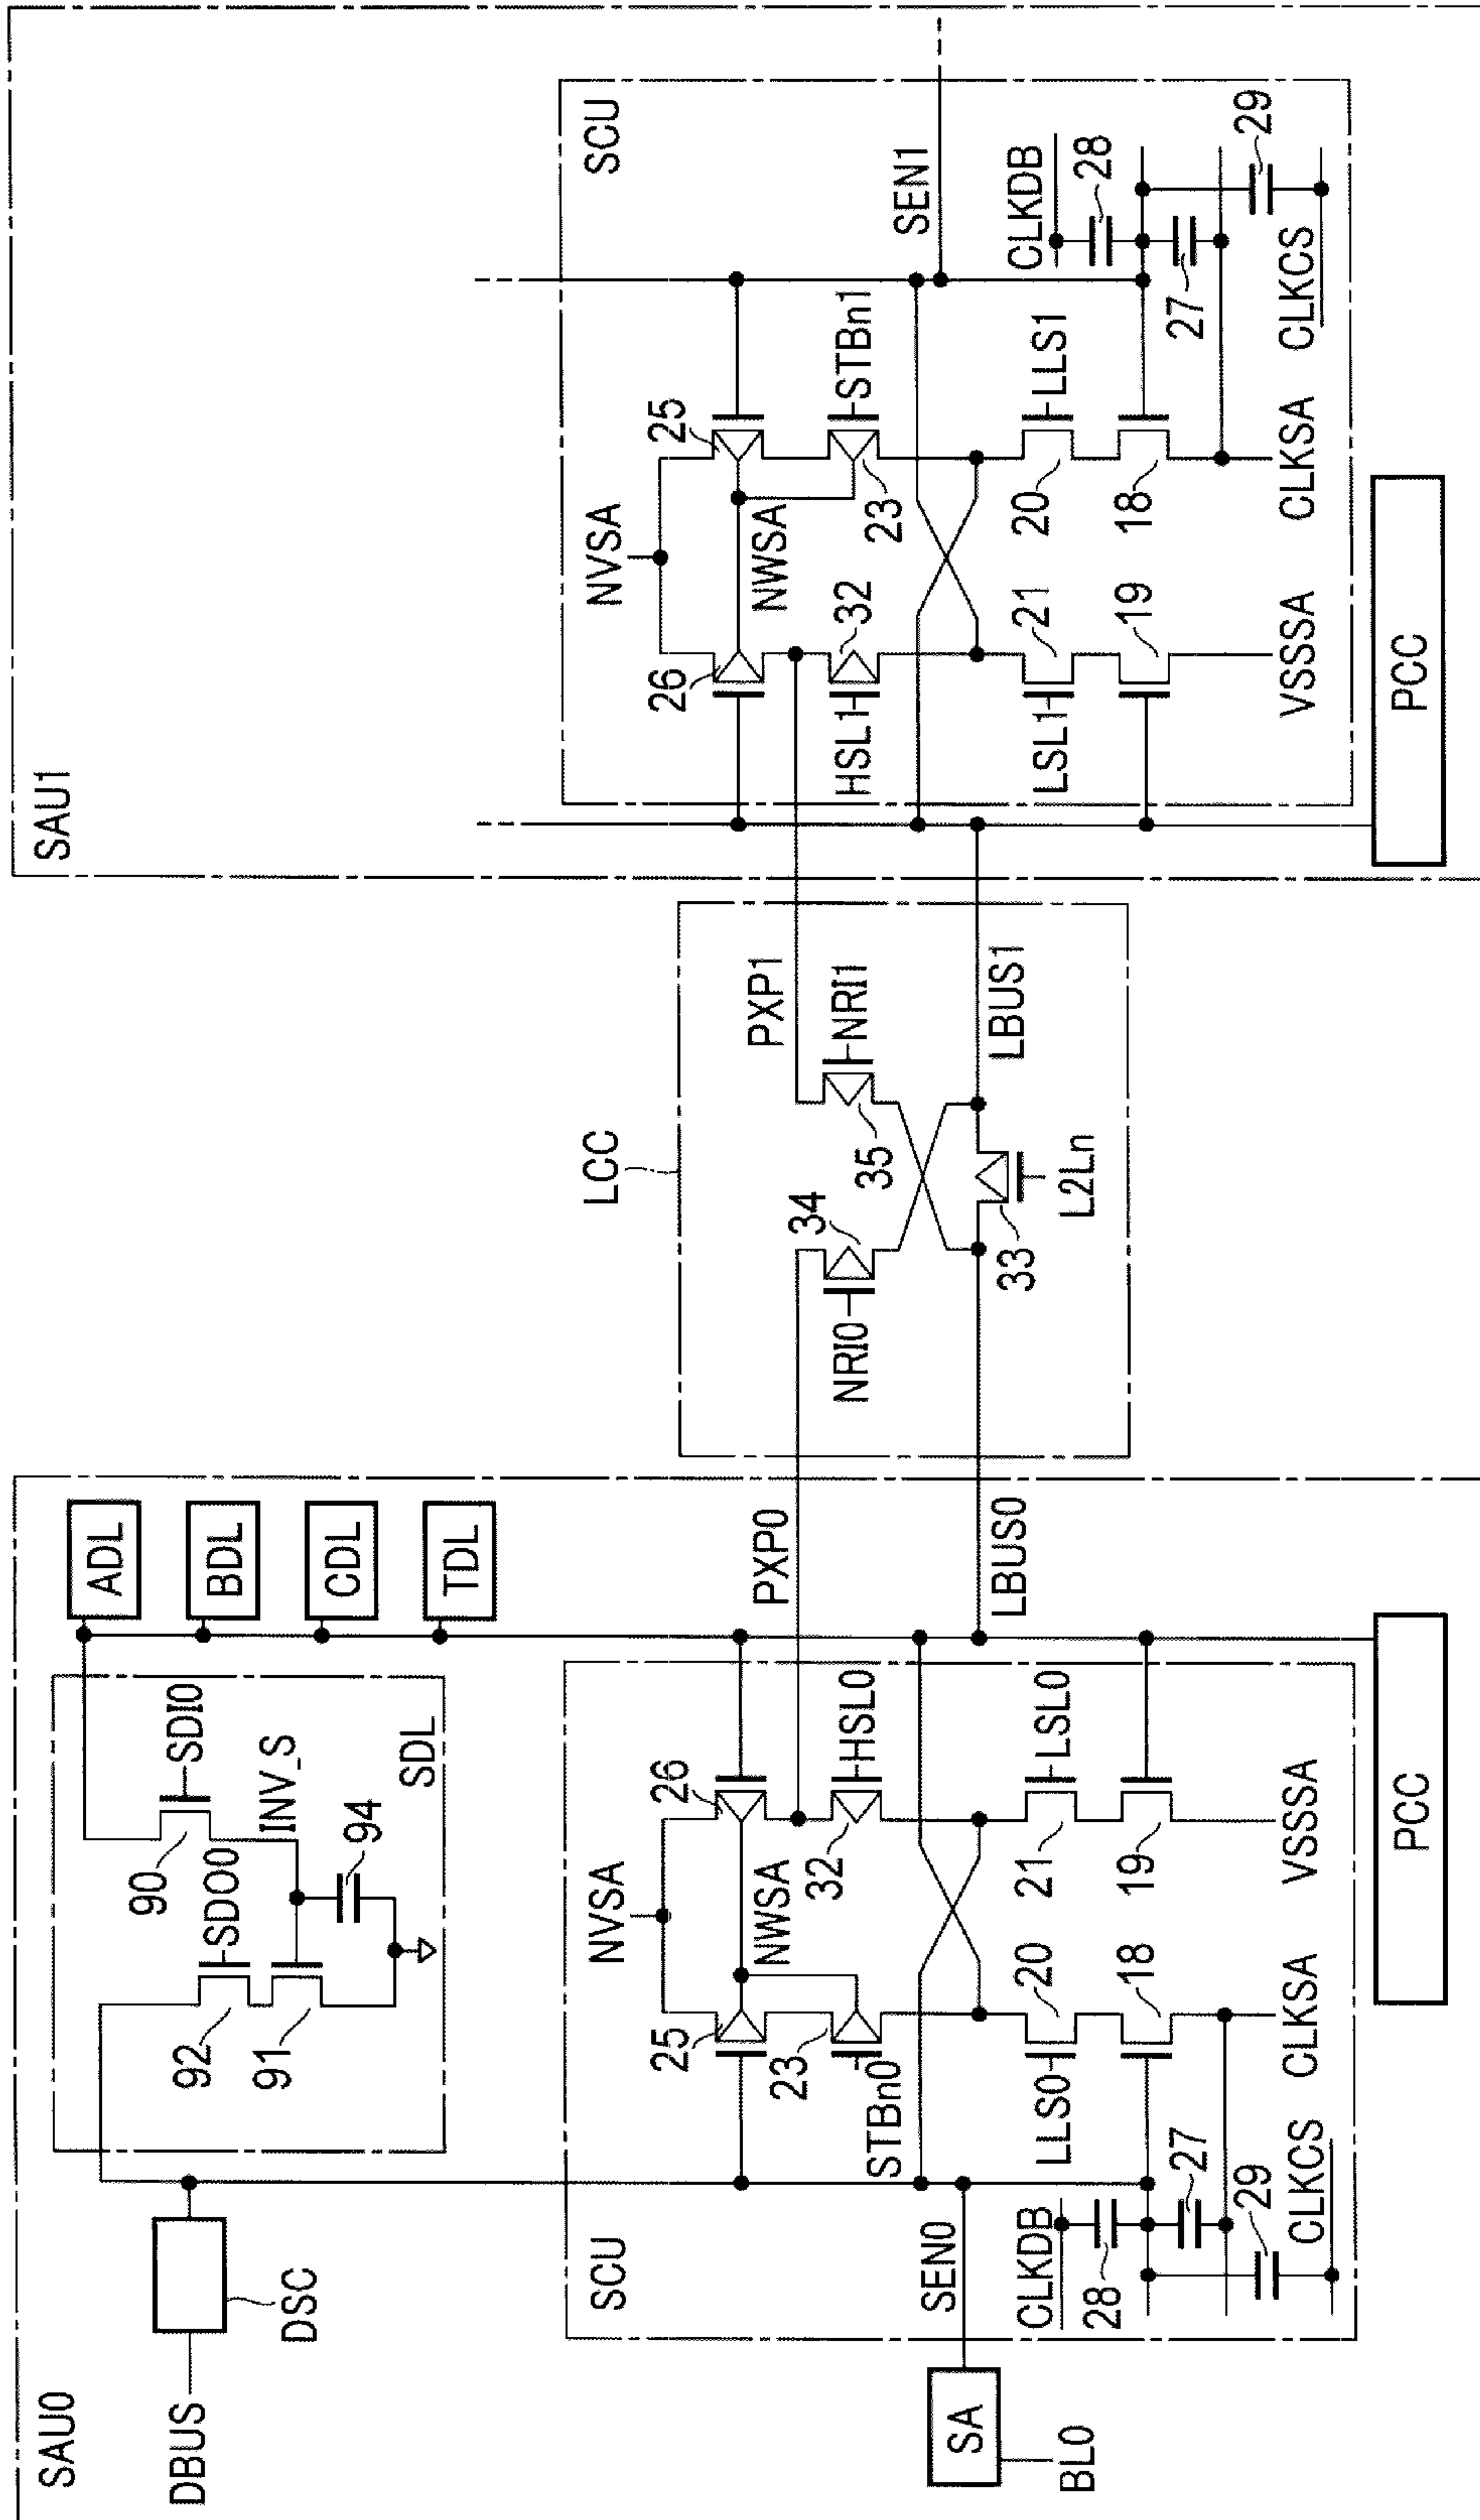 SAU0
DBUS
DSC
SDL
92
91
90
SDO0
SDI0
INV_S
94
ADL
BDL
CDL
TDL
SCU
NVSA
25
26
NWSA
23
STBn0
32
HSL0
PXP0
SEN0
SA
BL0
LBUS0
LLS0
20
21
LSL0
CLKDB
28
18
19
27
29
CLKCS
CLKSA
VSSSA
PCC
LCC
PXP1
NRI0
34
35
NRI1
33
L2Ln
LBUS1
SAU1
SCU
NVSA
26
25
NWSA
HSL1
32
23
STBn1
SEN1
LSL1
21
20
LLS1
CLKDB
28
19
18
27
29
VSSSA
CLKSA
CLKCS
PCC